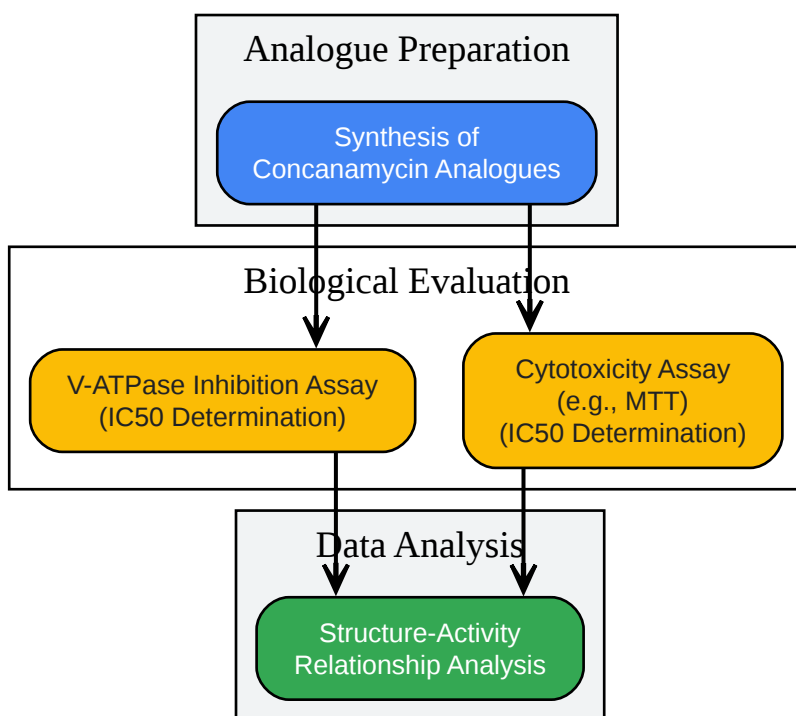 Analogue Preparation
Synthesis of
Concanamycin Analogues
Biological Evaluation
V-ATPase Inhibition Assay
(IC50 Determination)
Cytotoxicity Assay
(e.g., MTT)
(IC50 Determination)
Data Analysis
Structure-Activity
Relationship Analysis